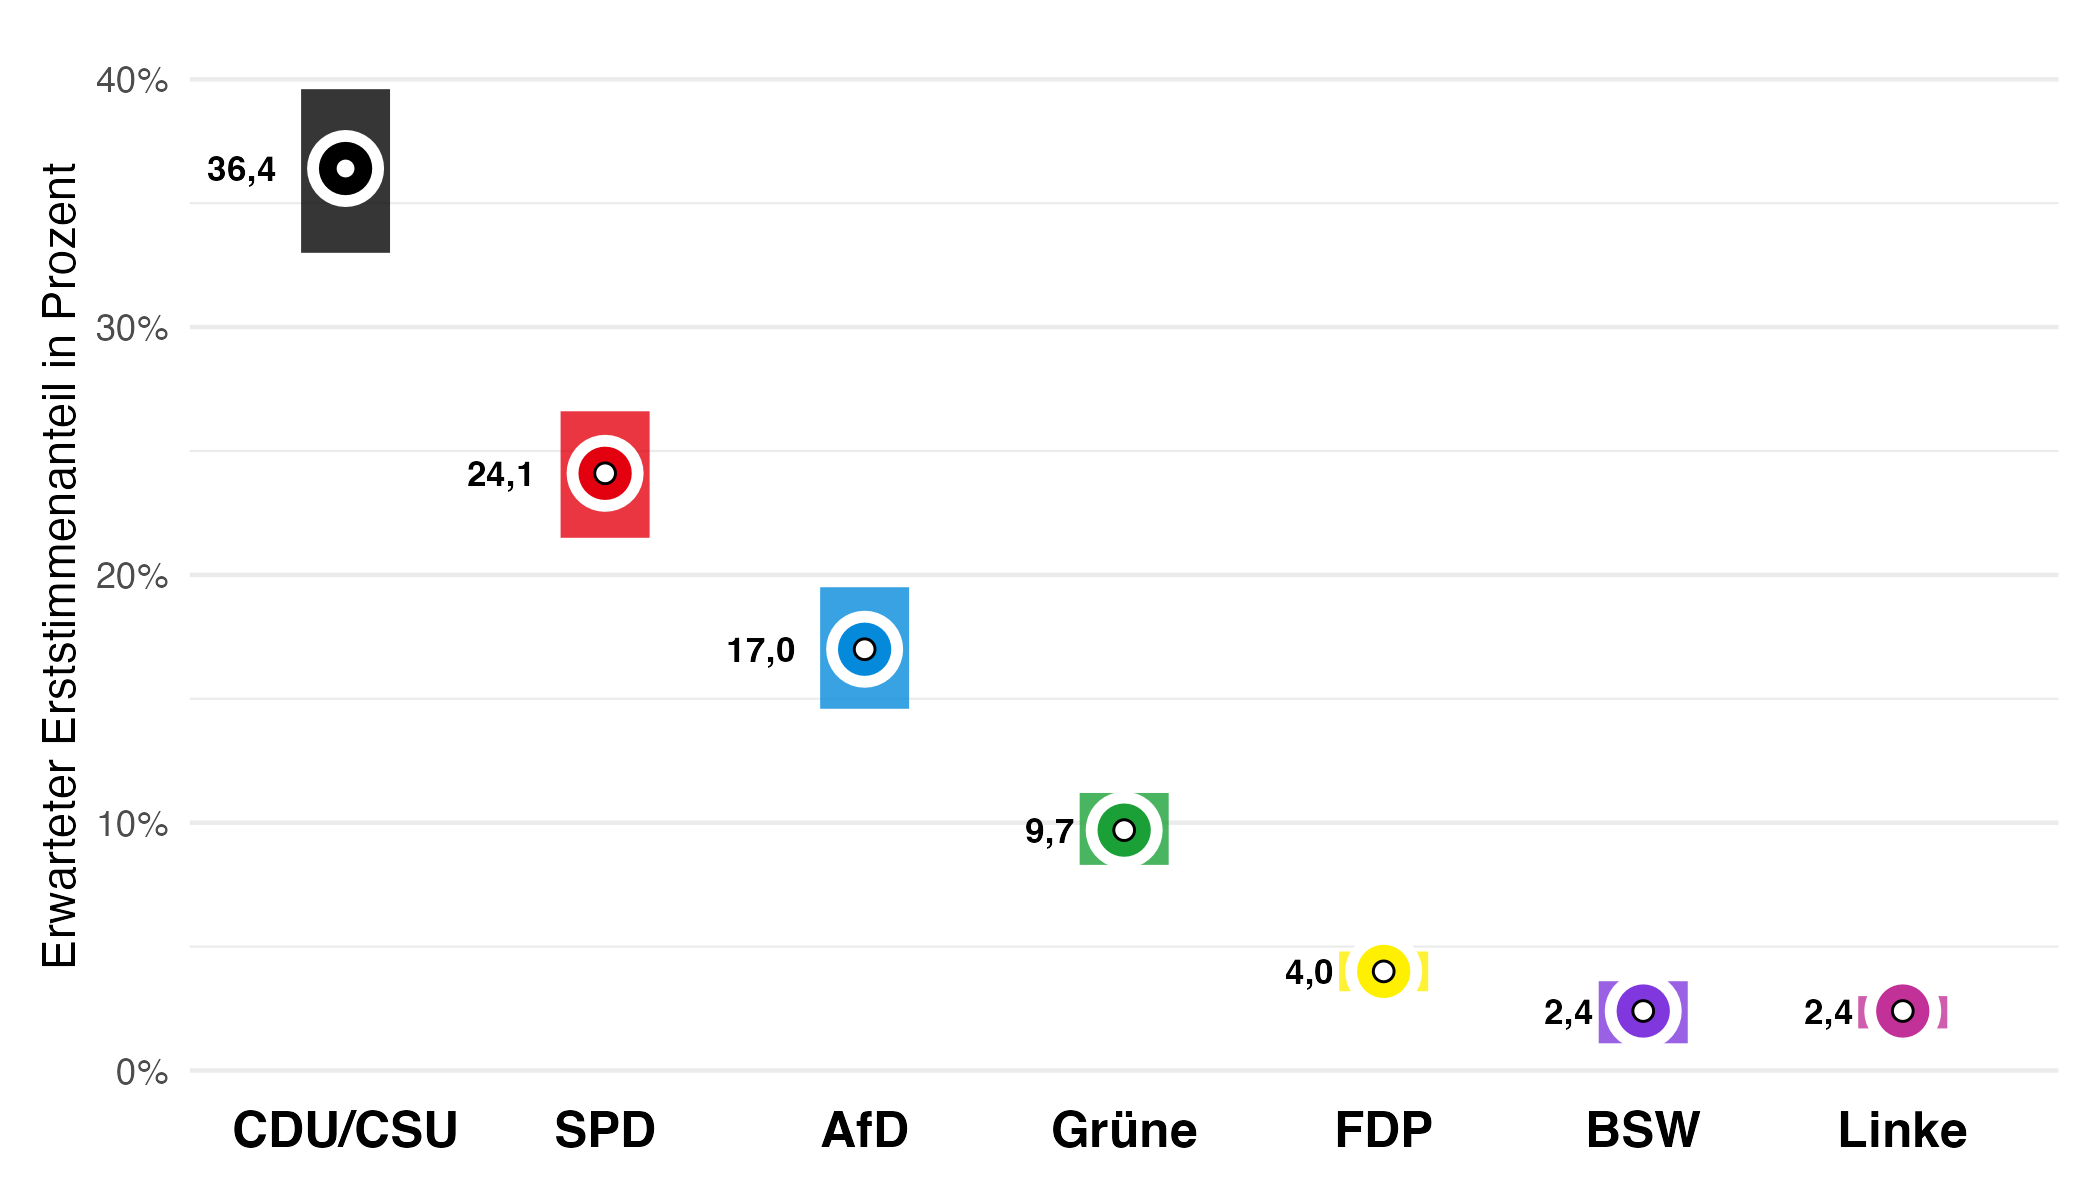 Erwarteter Erststimmenanteil in Prozent
40%
30%
20%
10%
0%
36,4
24,1
17,0
9,7
4,0
2,4
2,4
CDU/CSU
SPD
AfD
Grüne
FDP
BSW
Linke